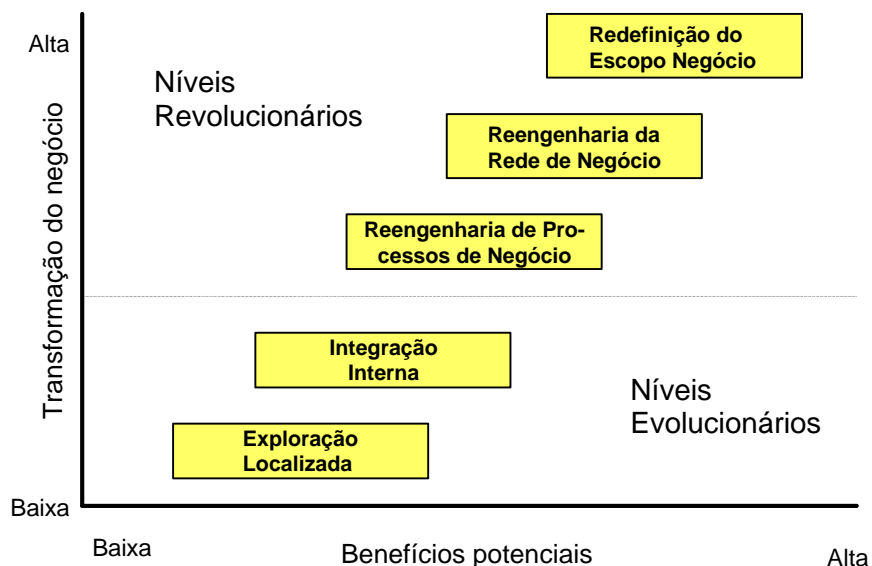 Alta
Redefinição do
Escopo Negócio
Níveis
Revolucionários
Reengenharia da
Rede de Negócio
Reengenharia de Pro-
cessos de Negócio
Transformação do negócio
Integração
Interna
Níveis
Evolucionários
Exploração
Localizada
Baixa
Baixa
Benefícios potenciais
Alta